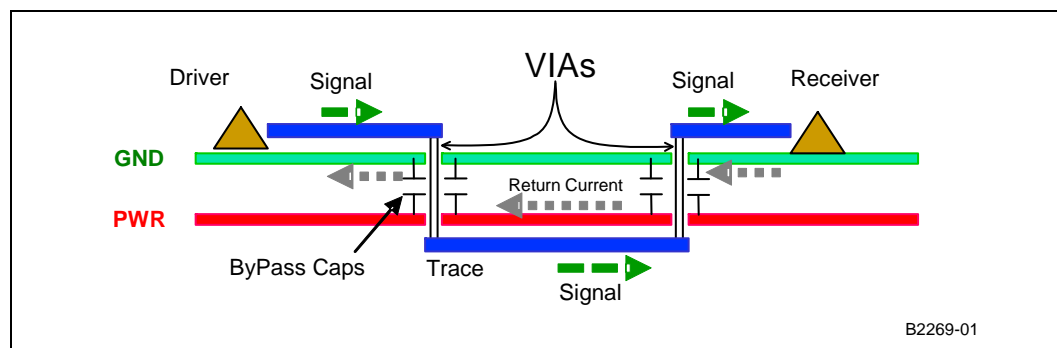 VIAs
Driver
Signal
Signal
Receiver
GND
Return Current
PWR
ByPass Caps
Trace
Signal
B2269-01